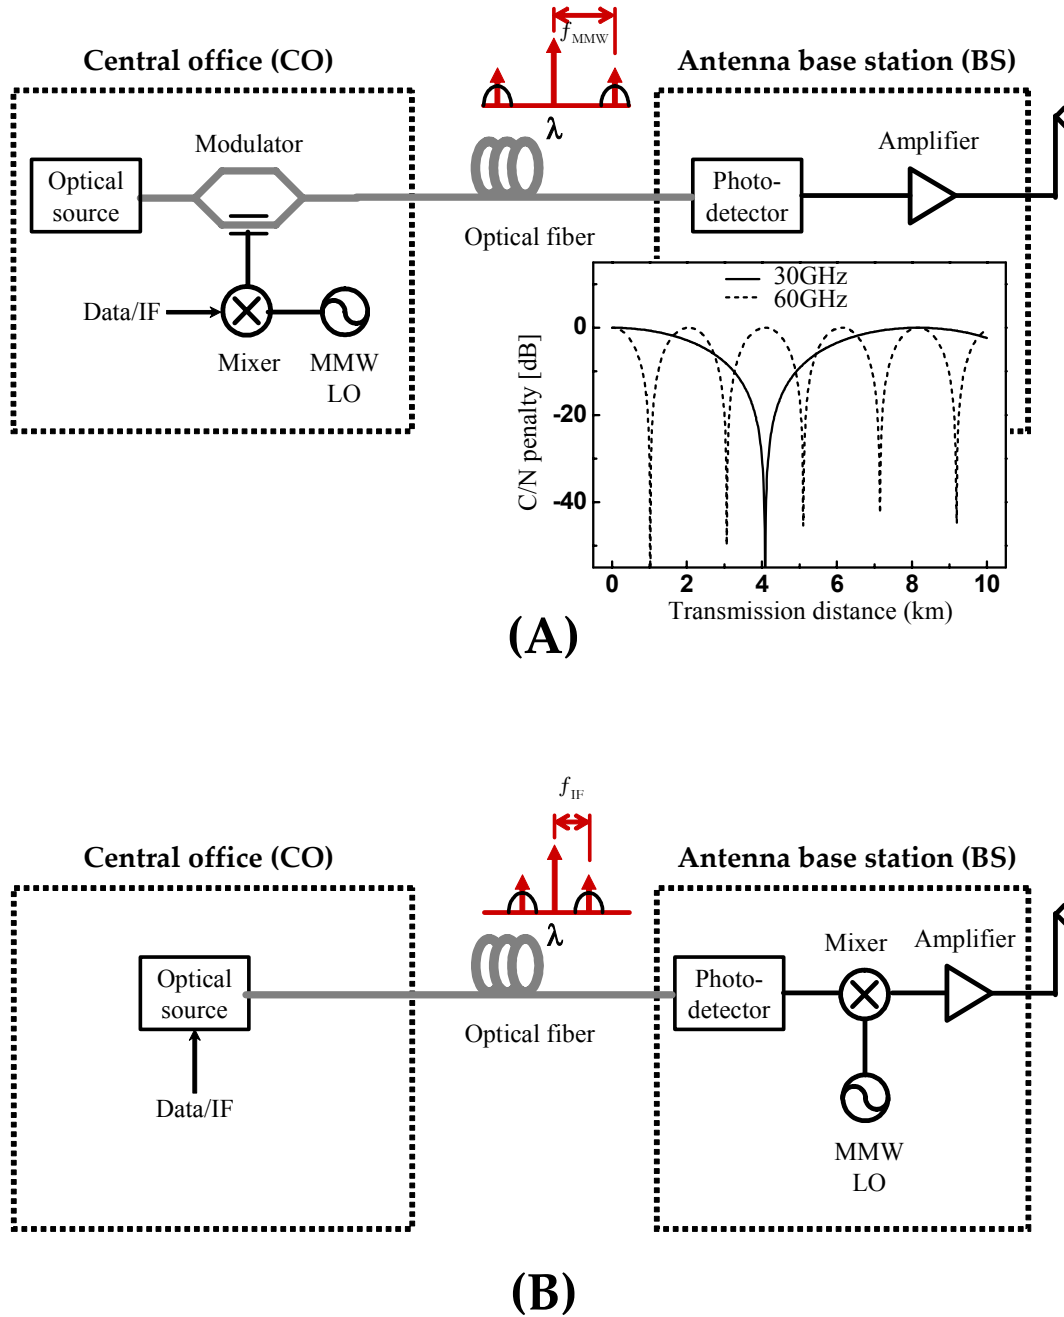 f MMW
Central office (CO)
Antenna base station (BS)
λ
Modulator
Amplifier
Optical
source
Photo-
detector
Optical fiber
Data/IF
Mixer
MMW
LO
30GHz
60GHz
0
-20
-40
C/N penalty [dB]
0 2 4 6 8 10
Transmission distance (km)
(A)
f IF
Central office (CO)
Antenna base station (BS)
λ
Mixer
Amplifier
Optical
source
Photo-
detector
Optical fiber
Data/IF
MMW
LO
(B)